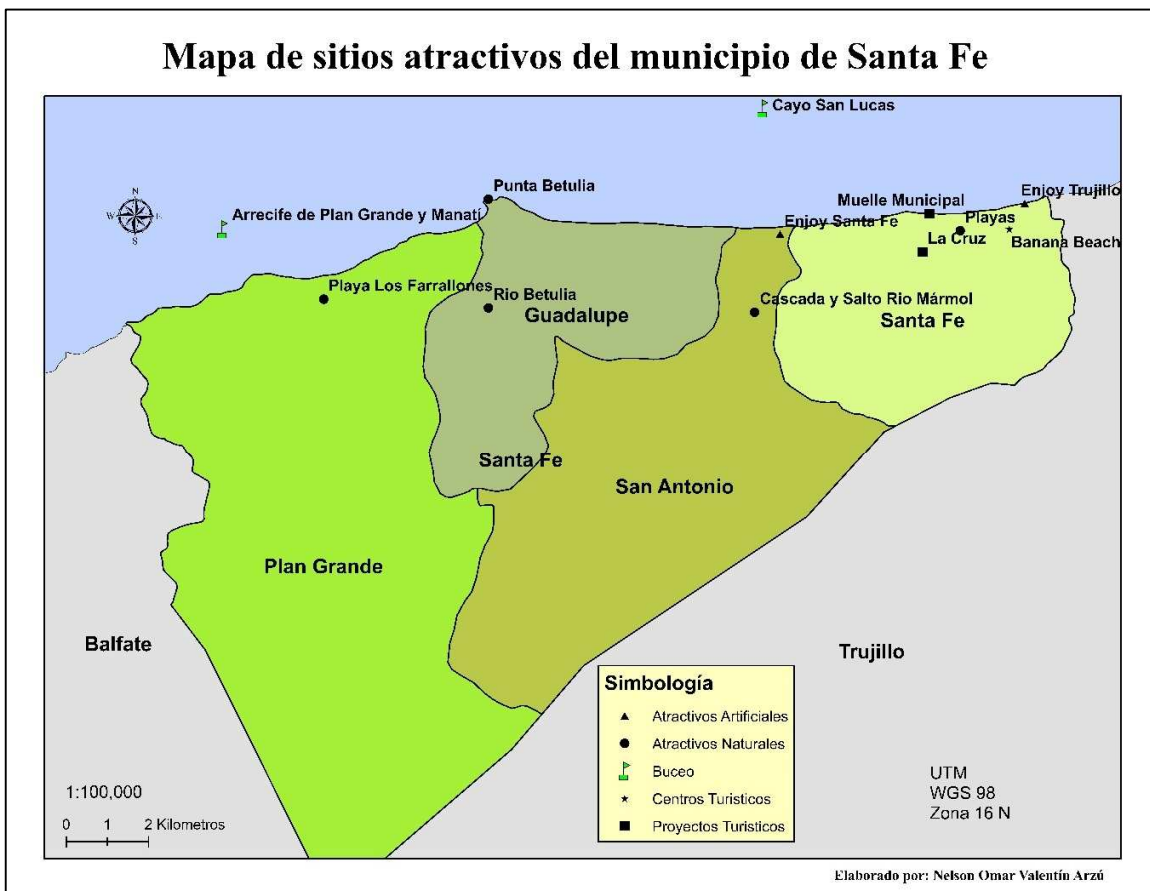 Mapa de sitios atractivos del municipio de Santa Fe
Cayo San Lucas
N
W E
S
Punta Betulia
Arrecife de Plan Grande y Manatí
Muelle Municipal
Enjoy Trujillo
Enjoy Santa Fe
Playas
La Cruz
Banana Beach
Playa Los Farrallones
Rio Betulia
Guadalupe
Cascada y Salto Rio Mármol
Santa Fe
Santa Fe
San Antonio
Plan Grande
Balfate
Trujillo
Simbología
Atractivos Artificiales
Atractivos Naturales
Buceo
Centros Turisticos
Proyectos Turisticos
1:100,000
0 1 2 Kilometros
UTM
WGS 98
Zona 16 N
Elaborado por: Nelson Omar Valentín Arzú